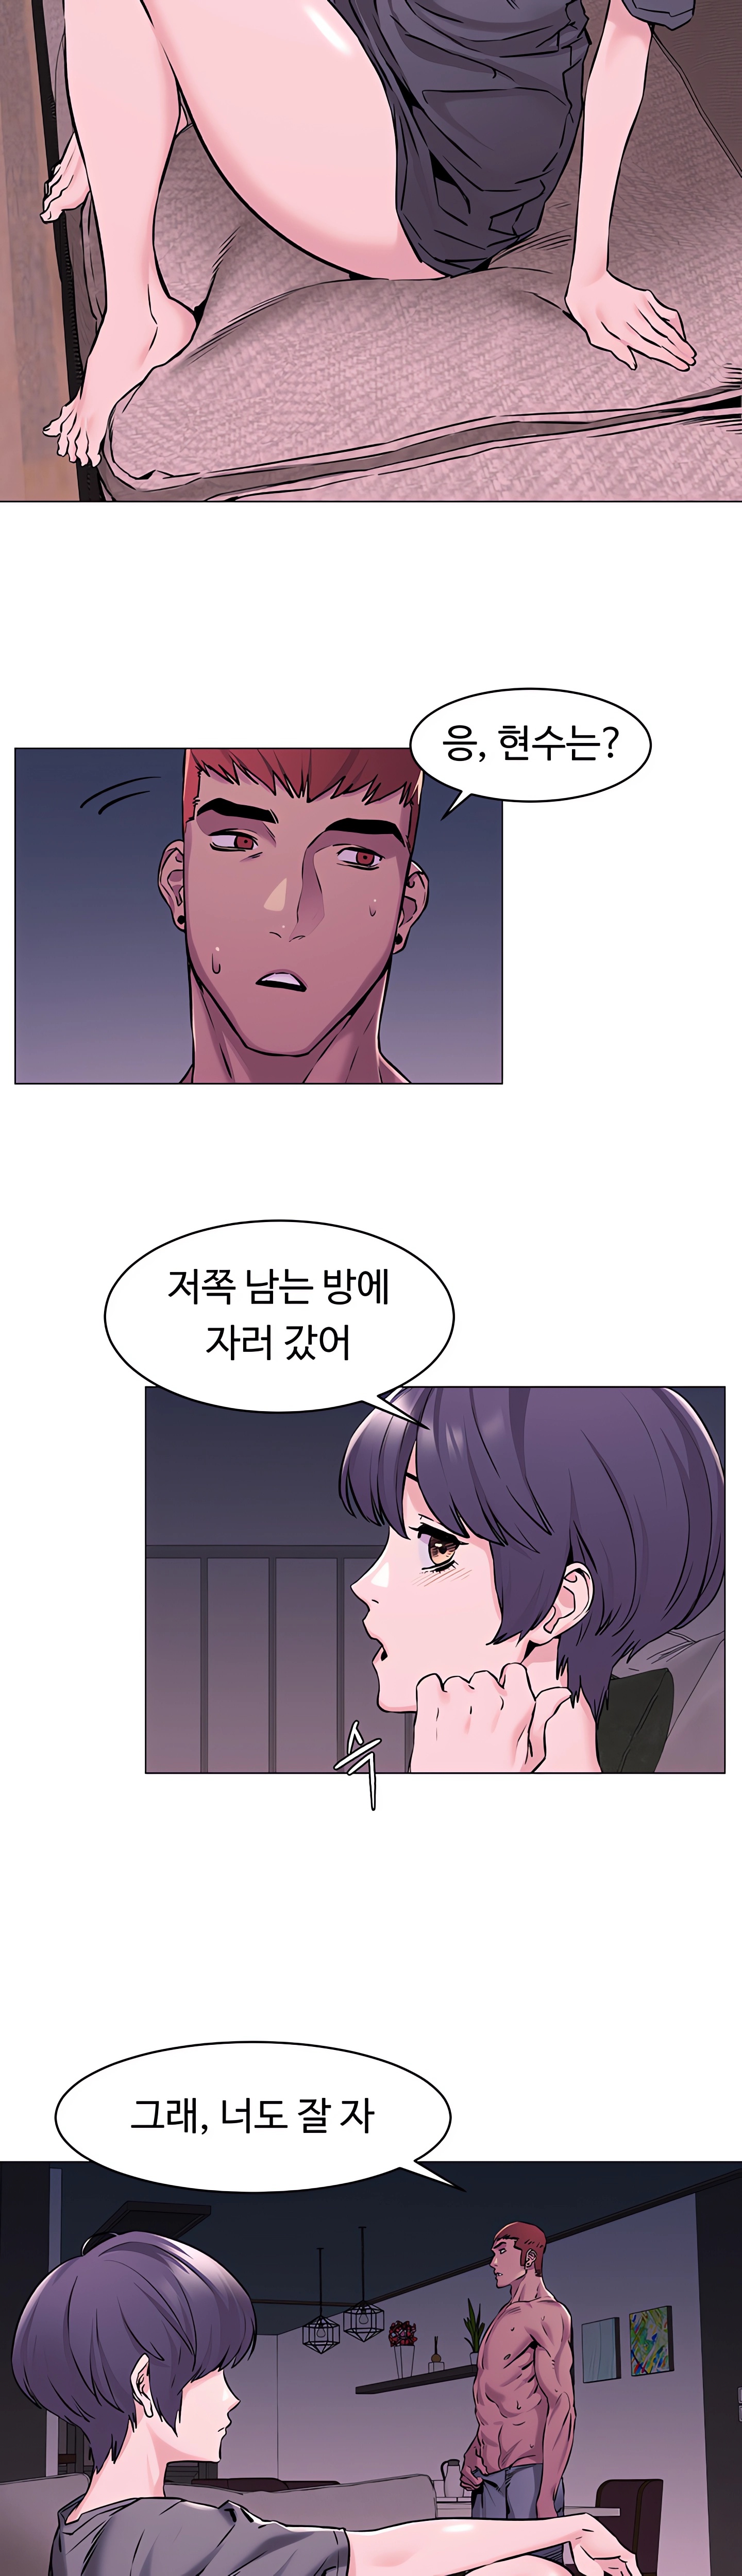 응, 현수는?
저쪽 남는 방에
자러 갔어
그래, 너도 잘 자